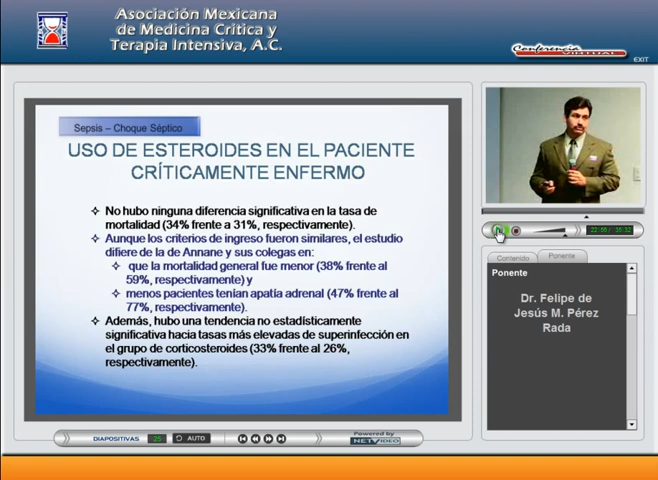 Asociación Mexicana
de Medicina Crítica y
Terapia Intensiva, A.C.
Conferencia
EXIT
Sepsis – Choque Séptico
USO DE ESTEROIDES EN EL PACIENTE
CRÍTICAMENTE ENFERMO
No hubo ninguna diferencia significativa en la tasa de
mortalidad (34% frente a 31%, respectivamente).
Aunque los criterios de ingreso fueron similares, el estudio
difiere de la de Annane y sus colegas en:
que la mortalidad general fue menor (38% frente al
59%, respectivamente) y
menos pacientes tenían apatía adrenal (47% frente al
77%, respectivamente).
Además, hubo una tendencia no estadísticamente
significativa hacia tasas más elevadas de superinfección en
el grupo de corticosteroides (33% frente al 26%,
respectivamente).
Contenido
Ponente
Ponente
Dr. Felipe de
Jesús M. Pérez
Rada
DIAPOSITIVAS
25
AUTO
Powered by
NETVIDEO